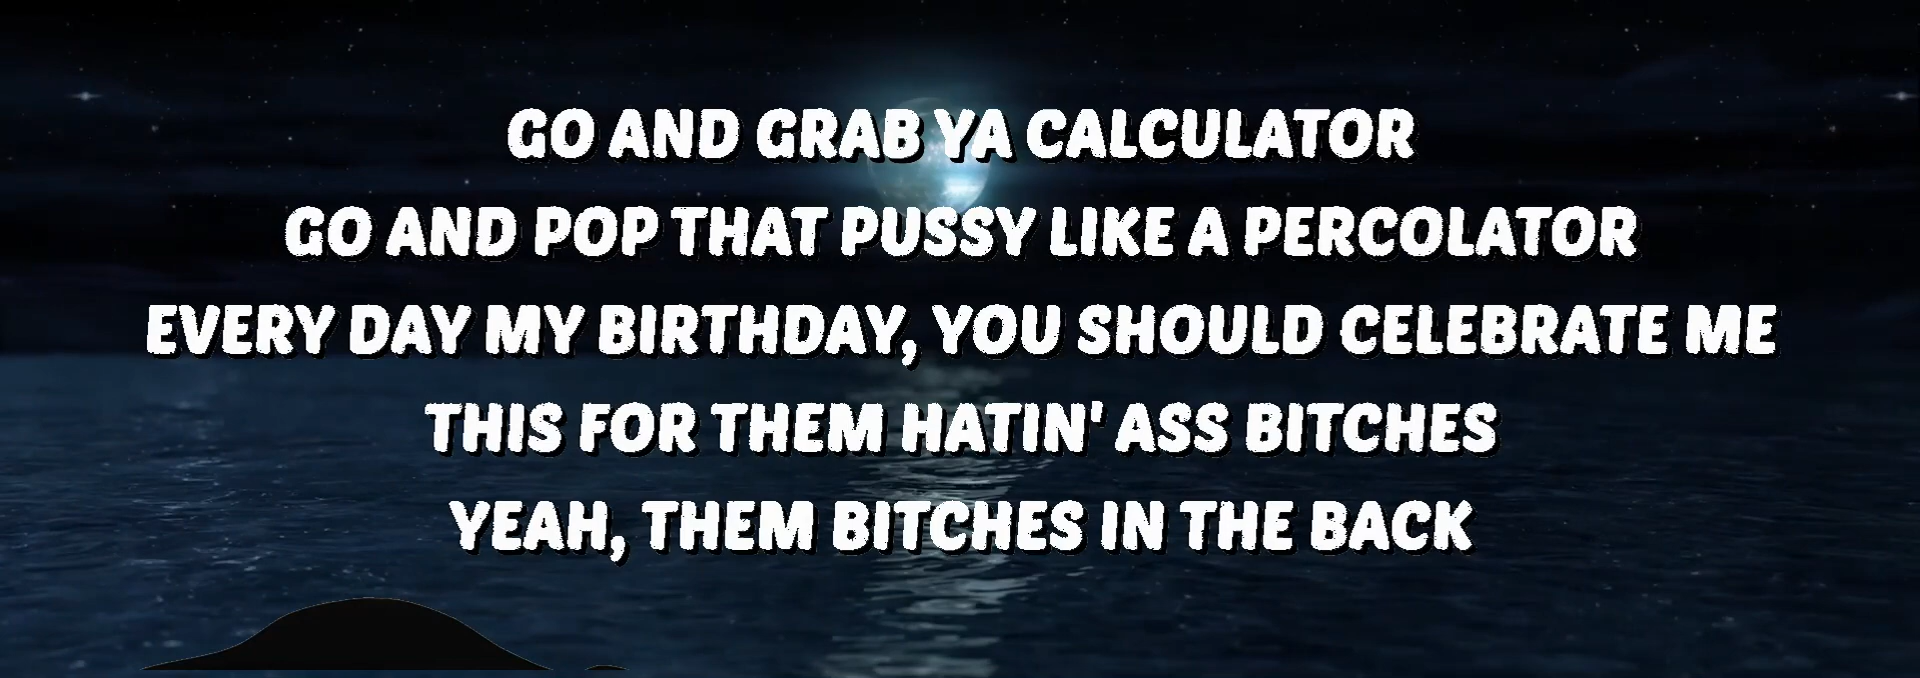 GO AND GRAB YA CALCULATOR
GO AND POP THAT PUSSY LIKE A PERCOLATOR
EVERY DAY MY BIRTHDAY, YOU SHOULD CELEBRATE ME
THIS FOR THEM HATIN' ASS BITCHES
YEAH, THEM BITCHES IN THE BACK